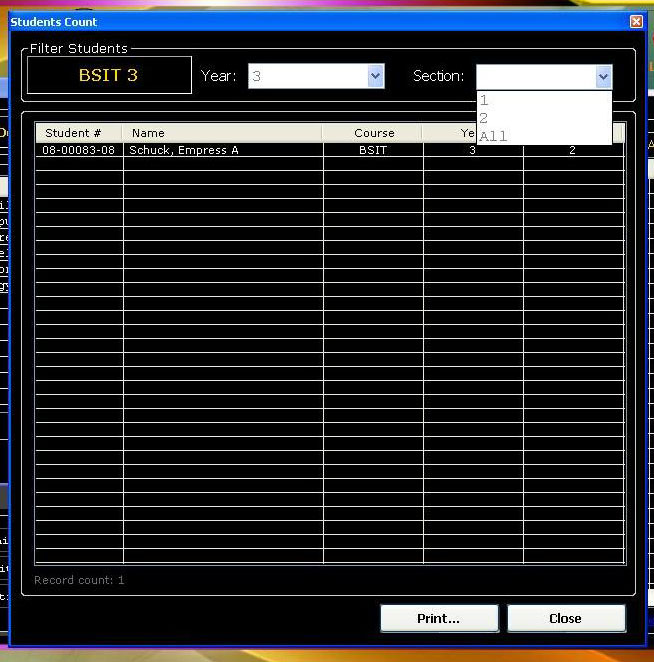 Students Count
Filter Students
BSIT 3 Year: 3 Section:
1
2
All
Student # Name Course Ye
08-00083-08 Schuck, Empress A BSIT 3 2
Record count: 1
Print... Close